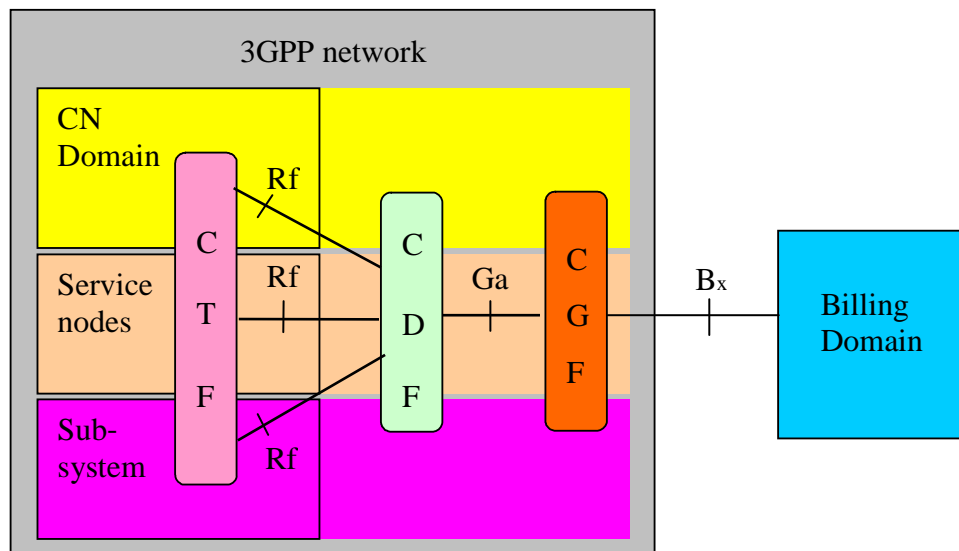 3GPP network
CN
Domain
Rf
C
T
F
Service
nodes
Rf
Sub-
system
Rf
C
D
F
Ga
C
G
F
Bx
Billing
Domain